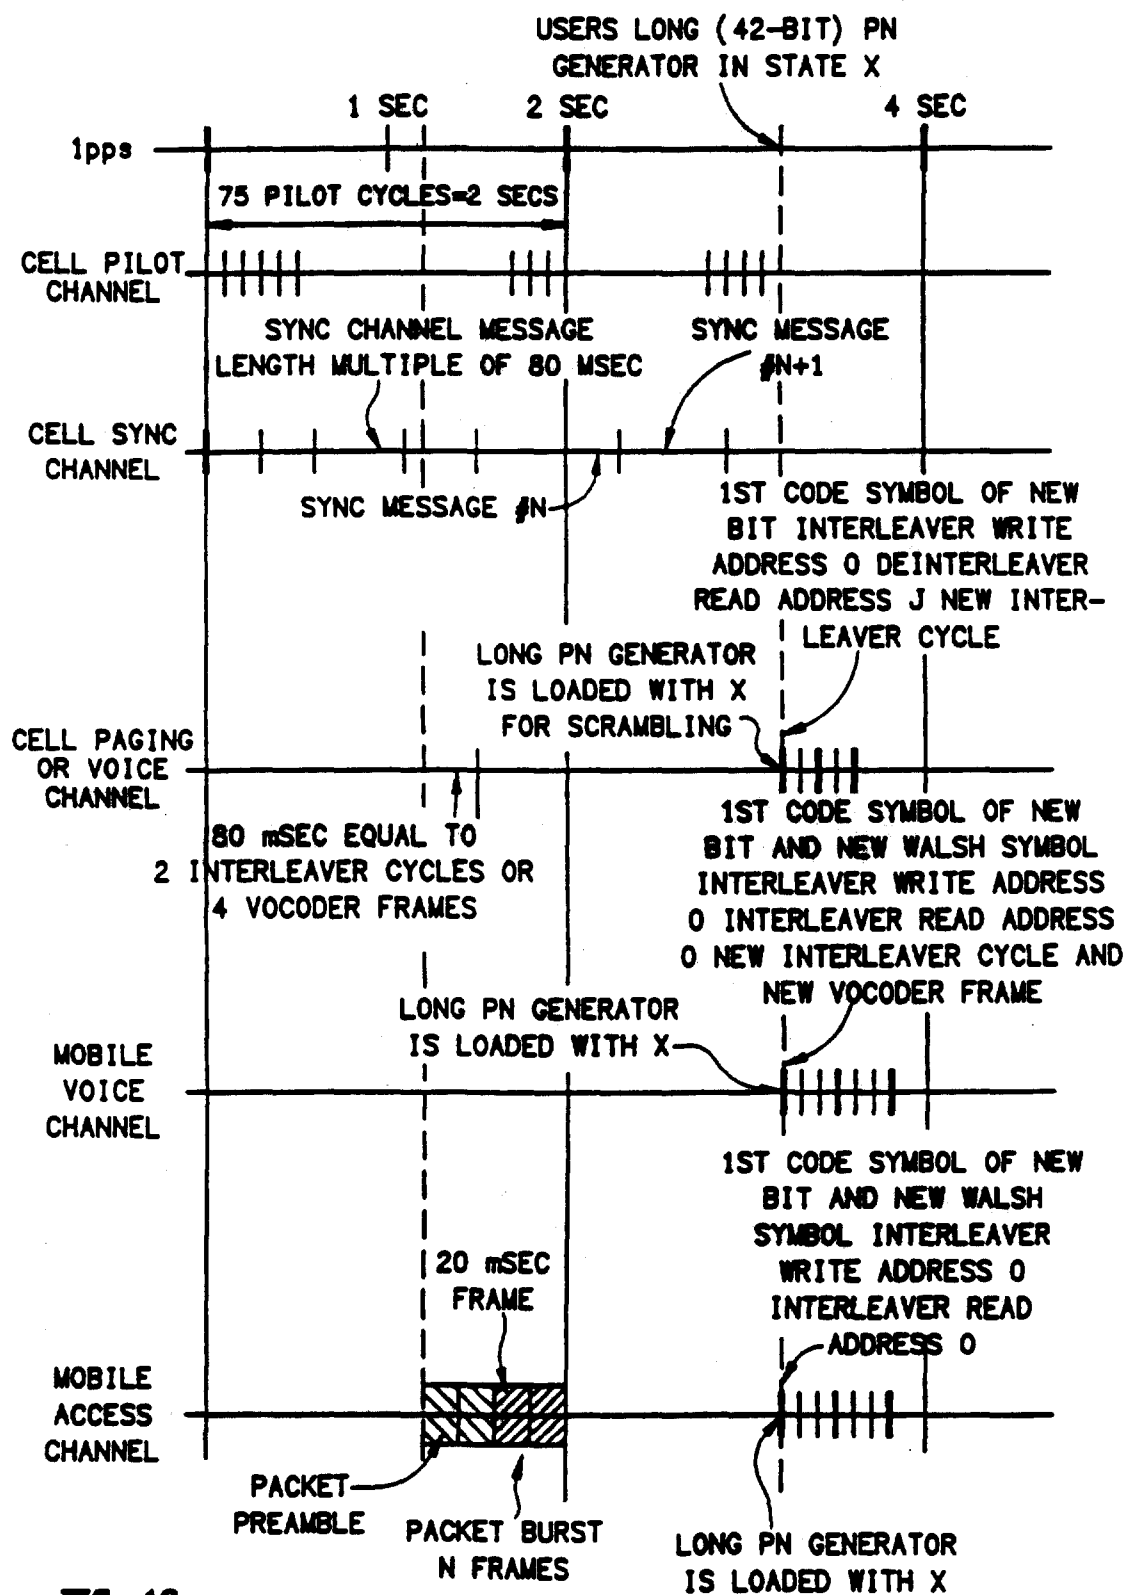 USERS LONG (42-BIT) PN
GENERATOR IN STATE X
1 SEC
2 SEC
4 SEC
1pps
75 PILOT CYCLES=2 SECS
CELL PILOT
CHANNEL
SYNC CHANNEL MESSAGE
LENGTH MULTIPLE OF 80 MSEC
SYNC MESSAGE
#N+1
CELL SYNC
CHANNEL
SYNC MESSAGE #N
1ST CODE SYMBOL OF NEW
BIT INTERLEAVER WRITE
ADDRESS 0 DEINTERLEAVER
READ ADDRESS J NEW INTER-
LEAVER CYCLE
LONG PN GENERATOR
IS LOADED WITH X
FOR SCRAMBLING
CELL PAGING
OR VOICE
CHANNEL
80 mSEC EQUAL TO
2 INTERLEAVER CYCLES OR
4 VOCODER FRAMES
1ST CODE SYMBOL OF NEW
BIT AND NEW WALSH SYMBOL
INTERLEAVER WRITE ADDRESS
0 INTERLEAVER READ ADDRESS
0 NEW INTERLEAVER CYCLE AND
NEW VOCODER FRAME
LONG PN GENERATOR
IS LOADED WITH X
MOBILE
VOICE
CHANNEL
1ST CODE SYMBOL OF NEW
BIT AND NEW WALSH
SYMBOL INTERLEAVER
WRITE ADDRESS 0
INTERLEAVER READ
ADDRESS 0
20 mSEC
FRAME
MOBILE
ACCESS
CHANNEL
PACKET
PREAMBLE
PACKET BURST
N FRAMES
LONG PN GENERATOR
IS LOADED WITH X